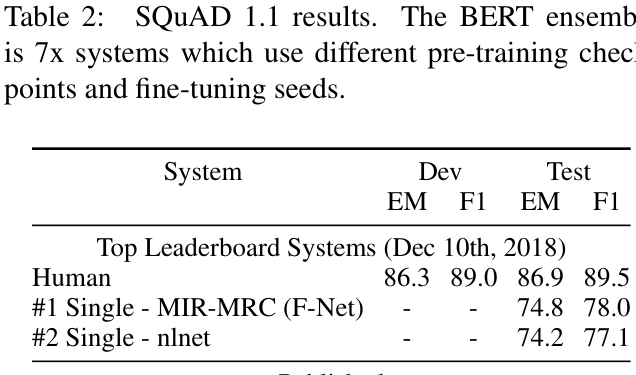 Table 2: SQuAD 1.1 results. The BERT ensemb
is 7x systems which use different pre-training check
points and fine-tuning seeds.
System Dev Test
EM F1 EM F1
Top Leaderboard Systems (Dec 10th, 2018)
Human 86.3 89.0 86.9 89.5
#1 Single - MIR-MRC (F-Net) - - 74.8 78.0
#2 Single - nlnet - - 74.2 77.1